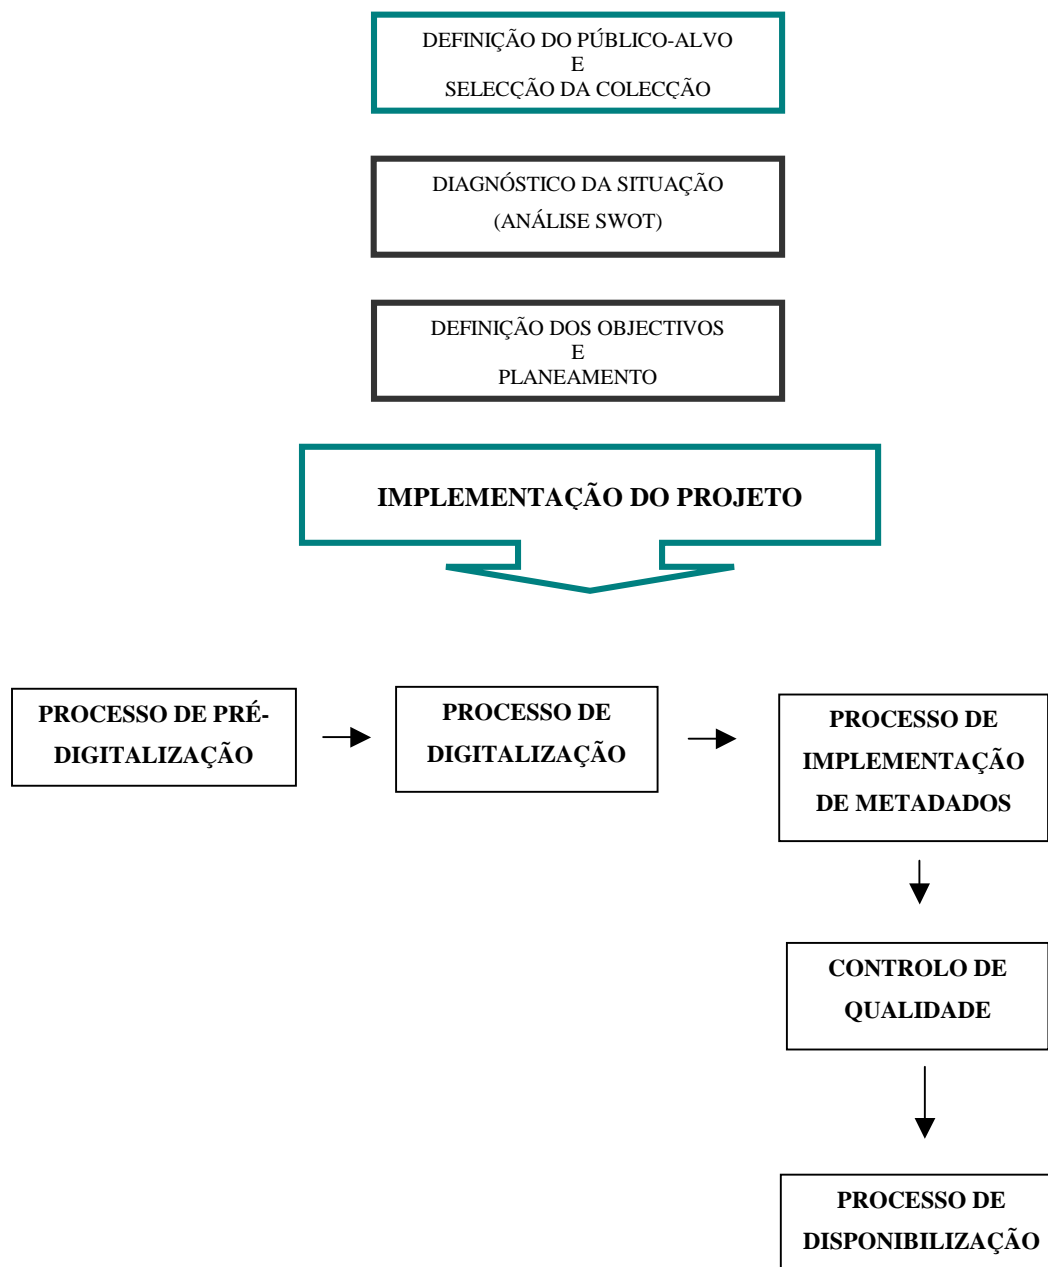 DEFINIÇÃO DO PÚBLICO-ALVO
E
SELECÇÃO DA COLECÇÃO
DIAGNÓSTICO DA SITUAÇÃO
(ANÁLISE SWOT)
DEFINIÇÃO DOS OBJECTIVOS
E
PLANEAMENTO
IMPLEMENTAÇÃO DO PROJETO
PROCESSO DE PRÉ-
DIGITALIZAÇÃO
PROCESSO DE
DIGITALIZAÇÃO
PROCESSO DE
IMPLEMENTAÇÃO
DE METADADOS
CONTROLO DE
QUALIDADE
PROCESSO DE
DISPONIBILIZAÇÃO